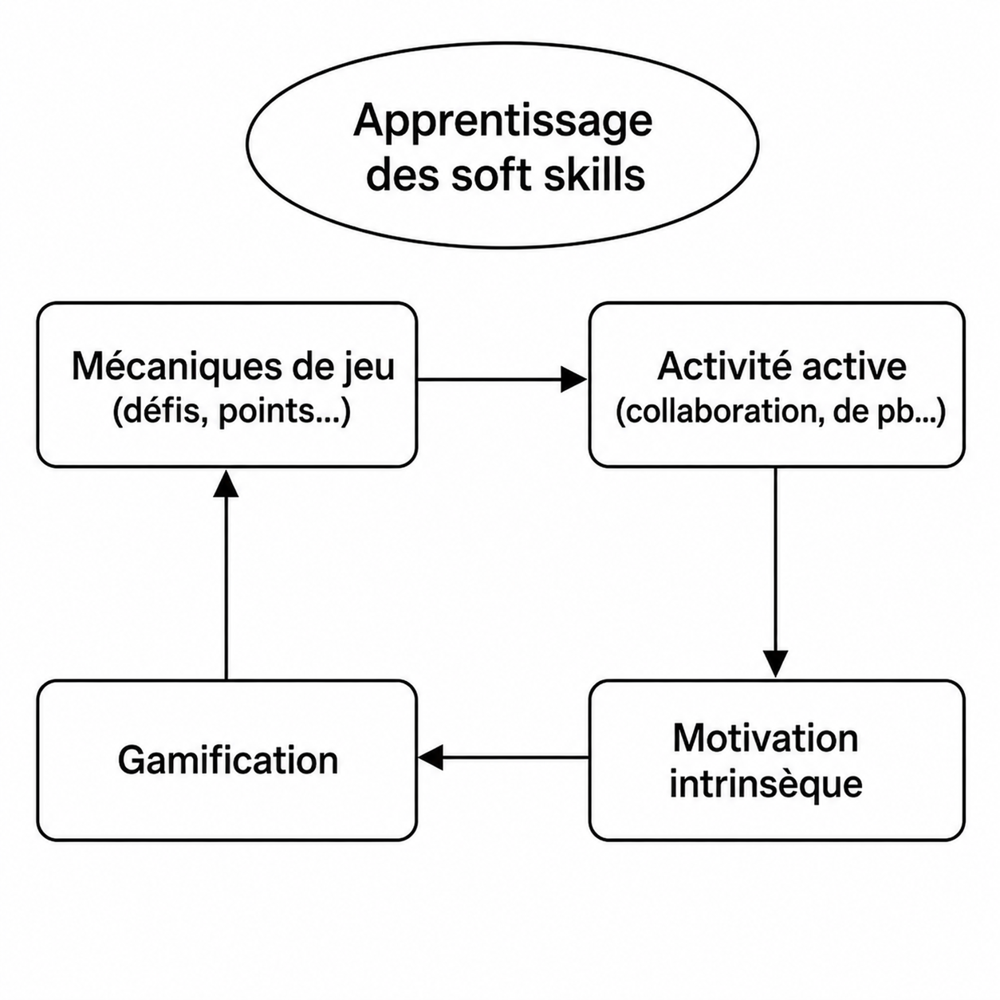 Apprentissage
des soft skills
Mécaniques de jeu
(défis, points...)
Activité active
(collaboration, de pb...)
Gamification
Motivation
intrinsèque